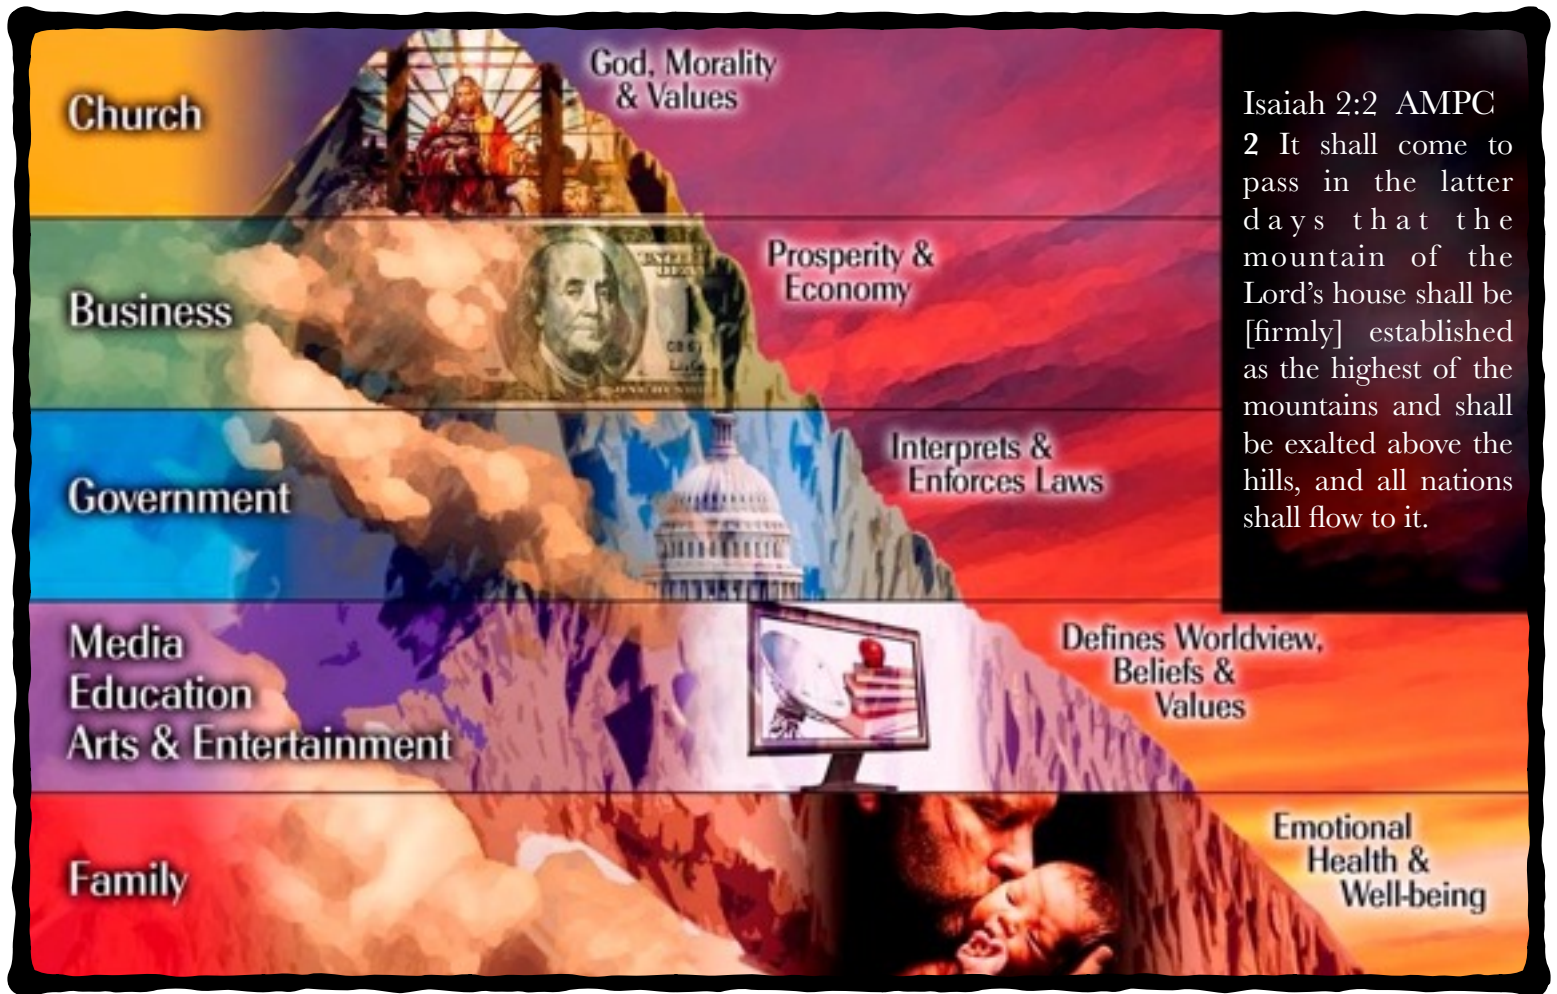 Church
God, Morality
& Values
Business
Prosperity &
Economy
Government
Interprets &
Enforces Laws
Media
Education
Arts & Entertainment
Defines Worldview,
Beliefs &
Values
Family
Emotional
Health &
Well-being
Isaiah 2:2 AMPC
2 It shall come to
pass in the latter
days that the
mountain of the
Lord’s house shall be
[firmly] established
as the highest of the
mountains and shall
be exalted above the
hills, and all nations
shall flow to it.